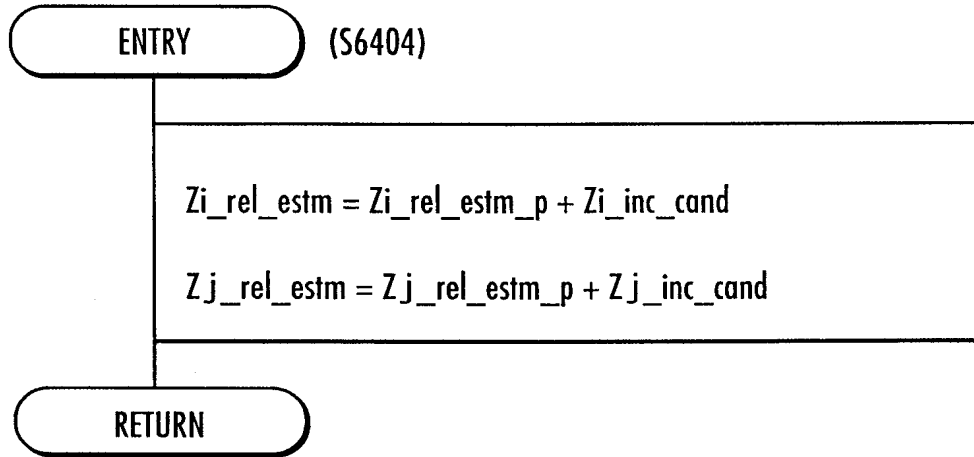 ENTRY (S6404)
Zi_rel_estm = Zi_rel_estm_p + Zi_inc_cand
Zj_rel_estm = Zj_rel_estm_p + Zj_inc_cand
RETURN